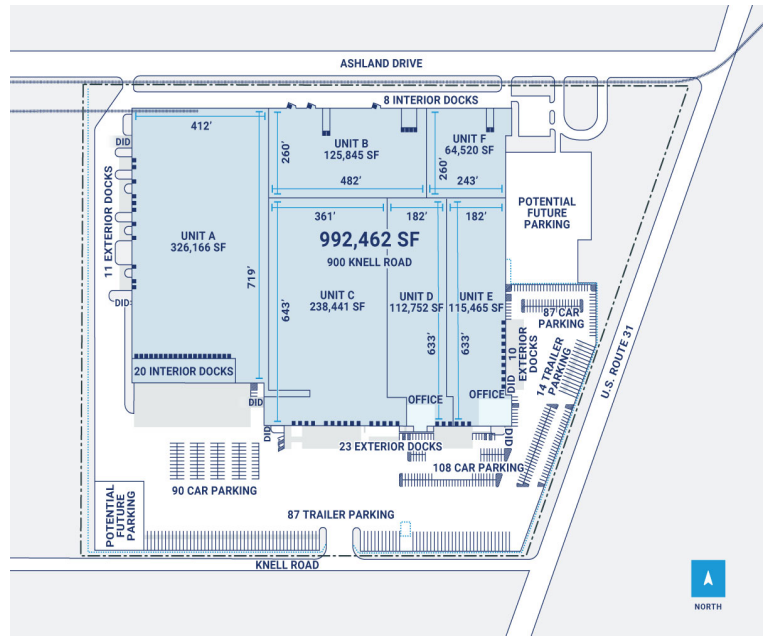 ASHLAND DRIVE
8 INTERIOR DOCKS
412'
DID
260'
UNIT B
125,845 SF
482'
UNIT F
64,520 SF
260'
243'
11 EXTERIOR DOCKS
UNIT A
326,166 SF
719'
361'
182'
182'
992,462 SF
900 KNELL ROAD
POTENTIAL
FUTURE
PARKING
UNIT C
238,441 SF
643'
UNIT D
112,752 SF
633'
UNIT E
115,465 SF
633'
DID
87 CAR
PARKING
10
EXTERIOR
DOCKS
14 TRAILER
PARKING
U.S. ROUTE 31
20 INTERIOR DOCKS
DID
DID
OFFICE
OFFICE
DID
DID
23 EXTERIOR DOCKS
108 CAR PARKING
90 CAR PARKING
POTENTIAL
FUTURE
PARKING
87 TRAILER PARKING
KNELL ROAD
NORTH